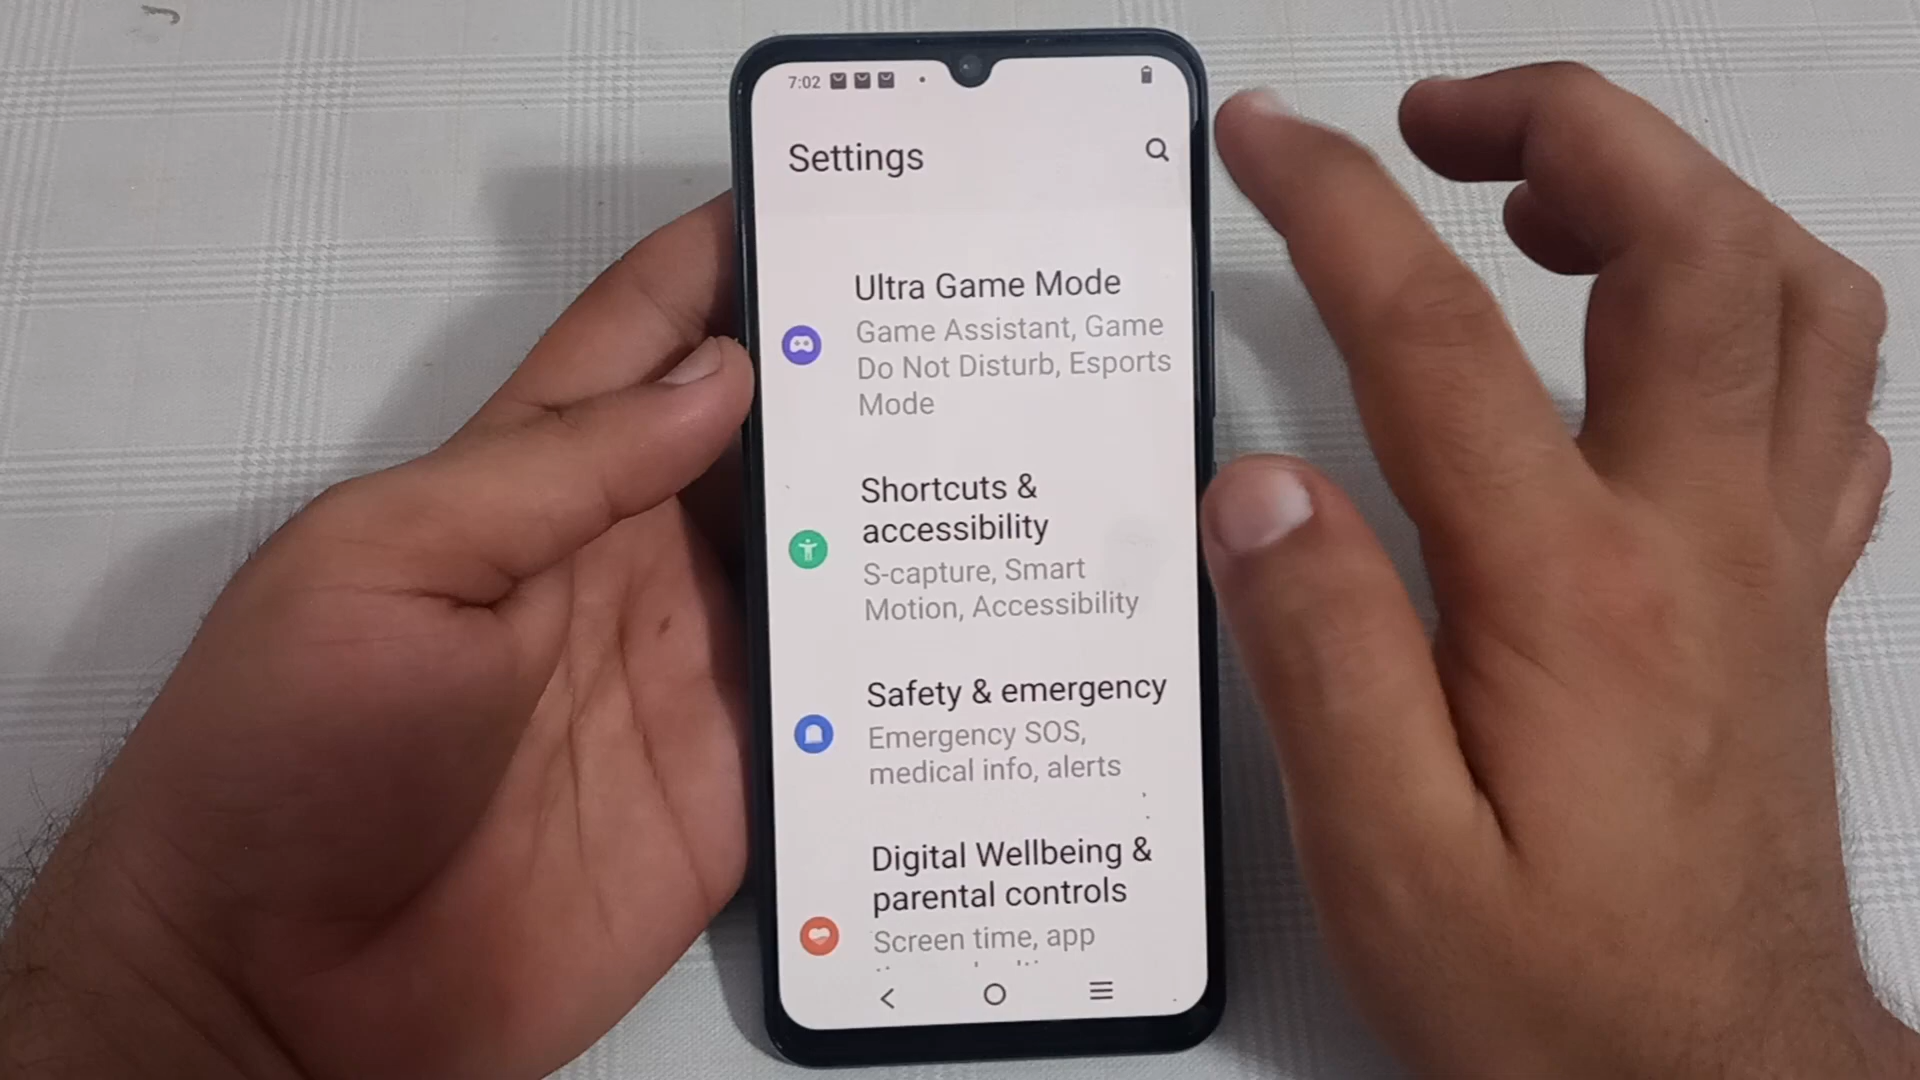 7:02
Settings
Ultra Game Mode
Game Assistant, Game
Do Not Disturb, Esports
Mode
Shortcuts &
accessibility
S-capture, Smart
Motion, Accessibility
Safety & emergency
Emergency SOS,
medical info, alerts
Digital Wellbeing &
parental controls
Screen time, app